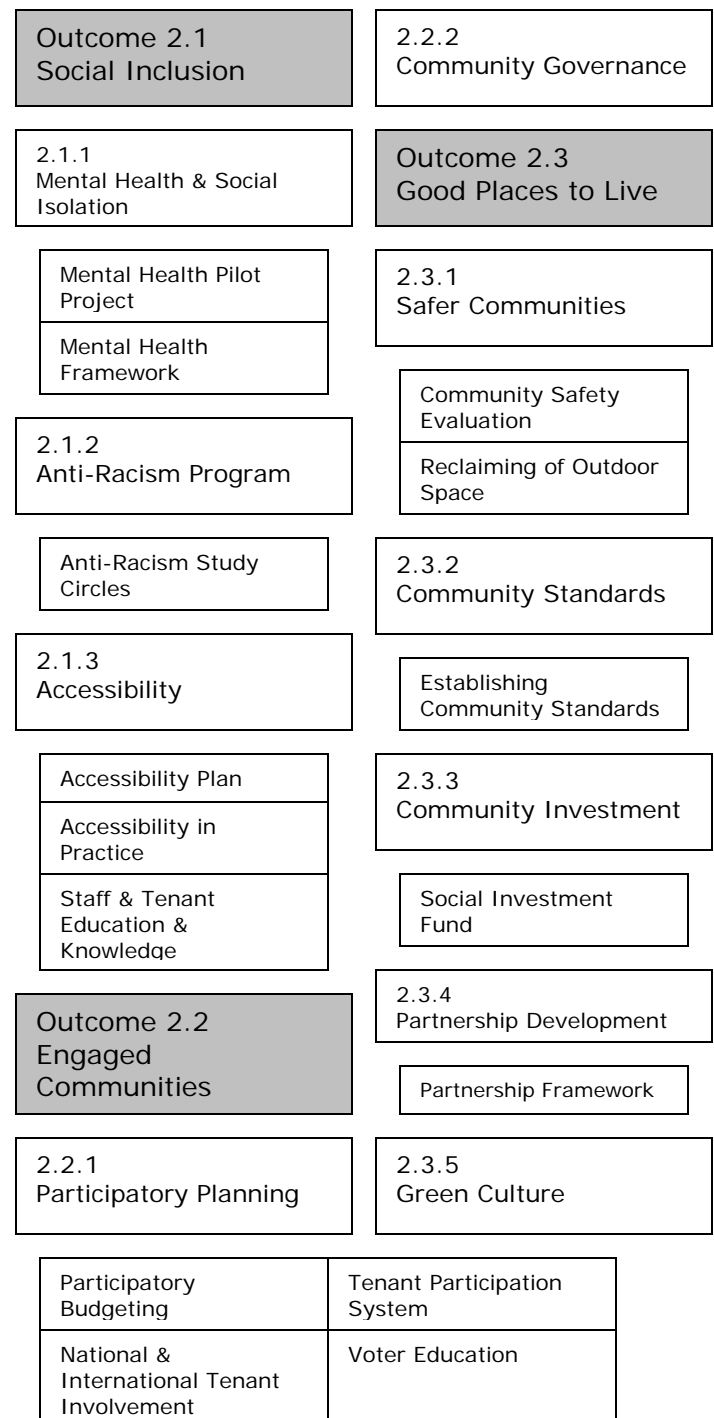 Outcome 2.1
Social Inclusion
2.1.1
Mental Health & Social
Isolation
Mental Health Pilot
Project
Mental Health
Framework
2.1.2
Anti-Racism Program
Anti-Racism Study
Circles
2.1.3
Accessibility
Accessibility Plan
Accessibility in
Practice
Staff & Tenant
Education &
Knowledge
Outcome 2.2
Engaged
Communities
2.2.1
Participatory Planning
Participatory
Budgeting
Tenant Participation
System
National &
International Tenant
Involvement
Voter Education
2.2.2
Community Governance
Outcome 2.3
Good Places to Live
2.3.1
Safer Communities
Community Safety
Evaluation
Reclaiming of Outdoor
Space
2.3.2
Community Standards
Establishing
Community Standards
2.3.3
Community Investment
Social Investment
Fund
2.3.4
Partnership Development
Partnership Framework
2.3.5
Green Culture